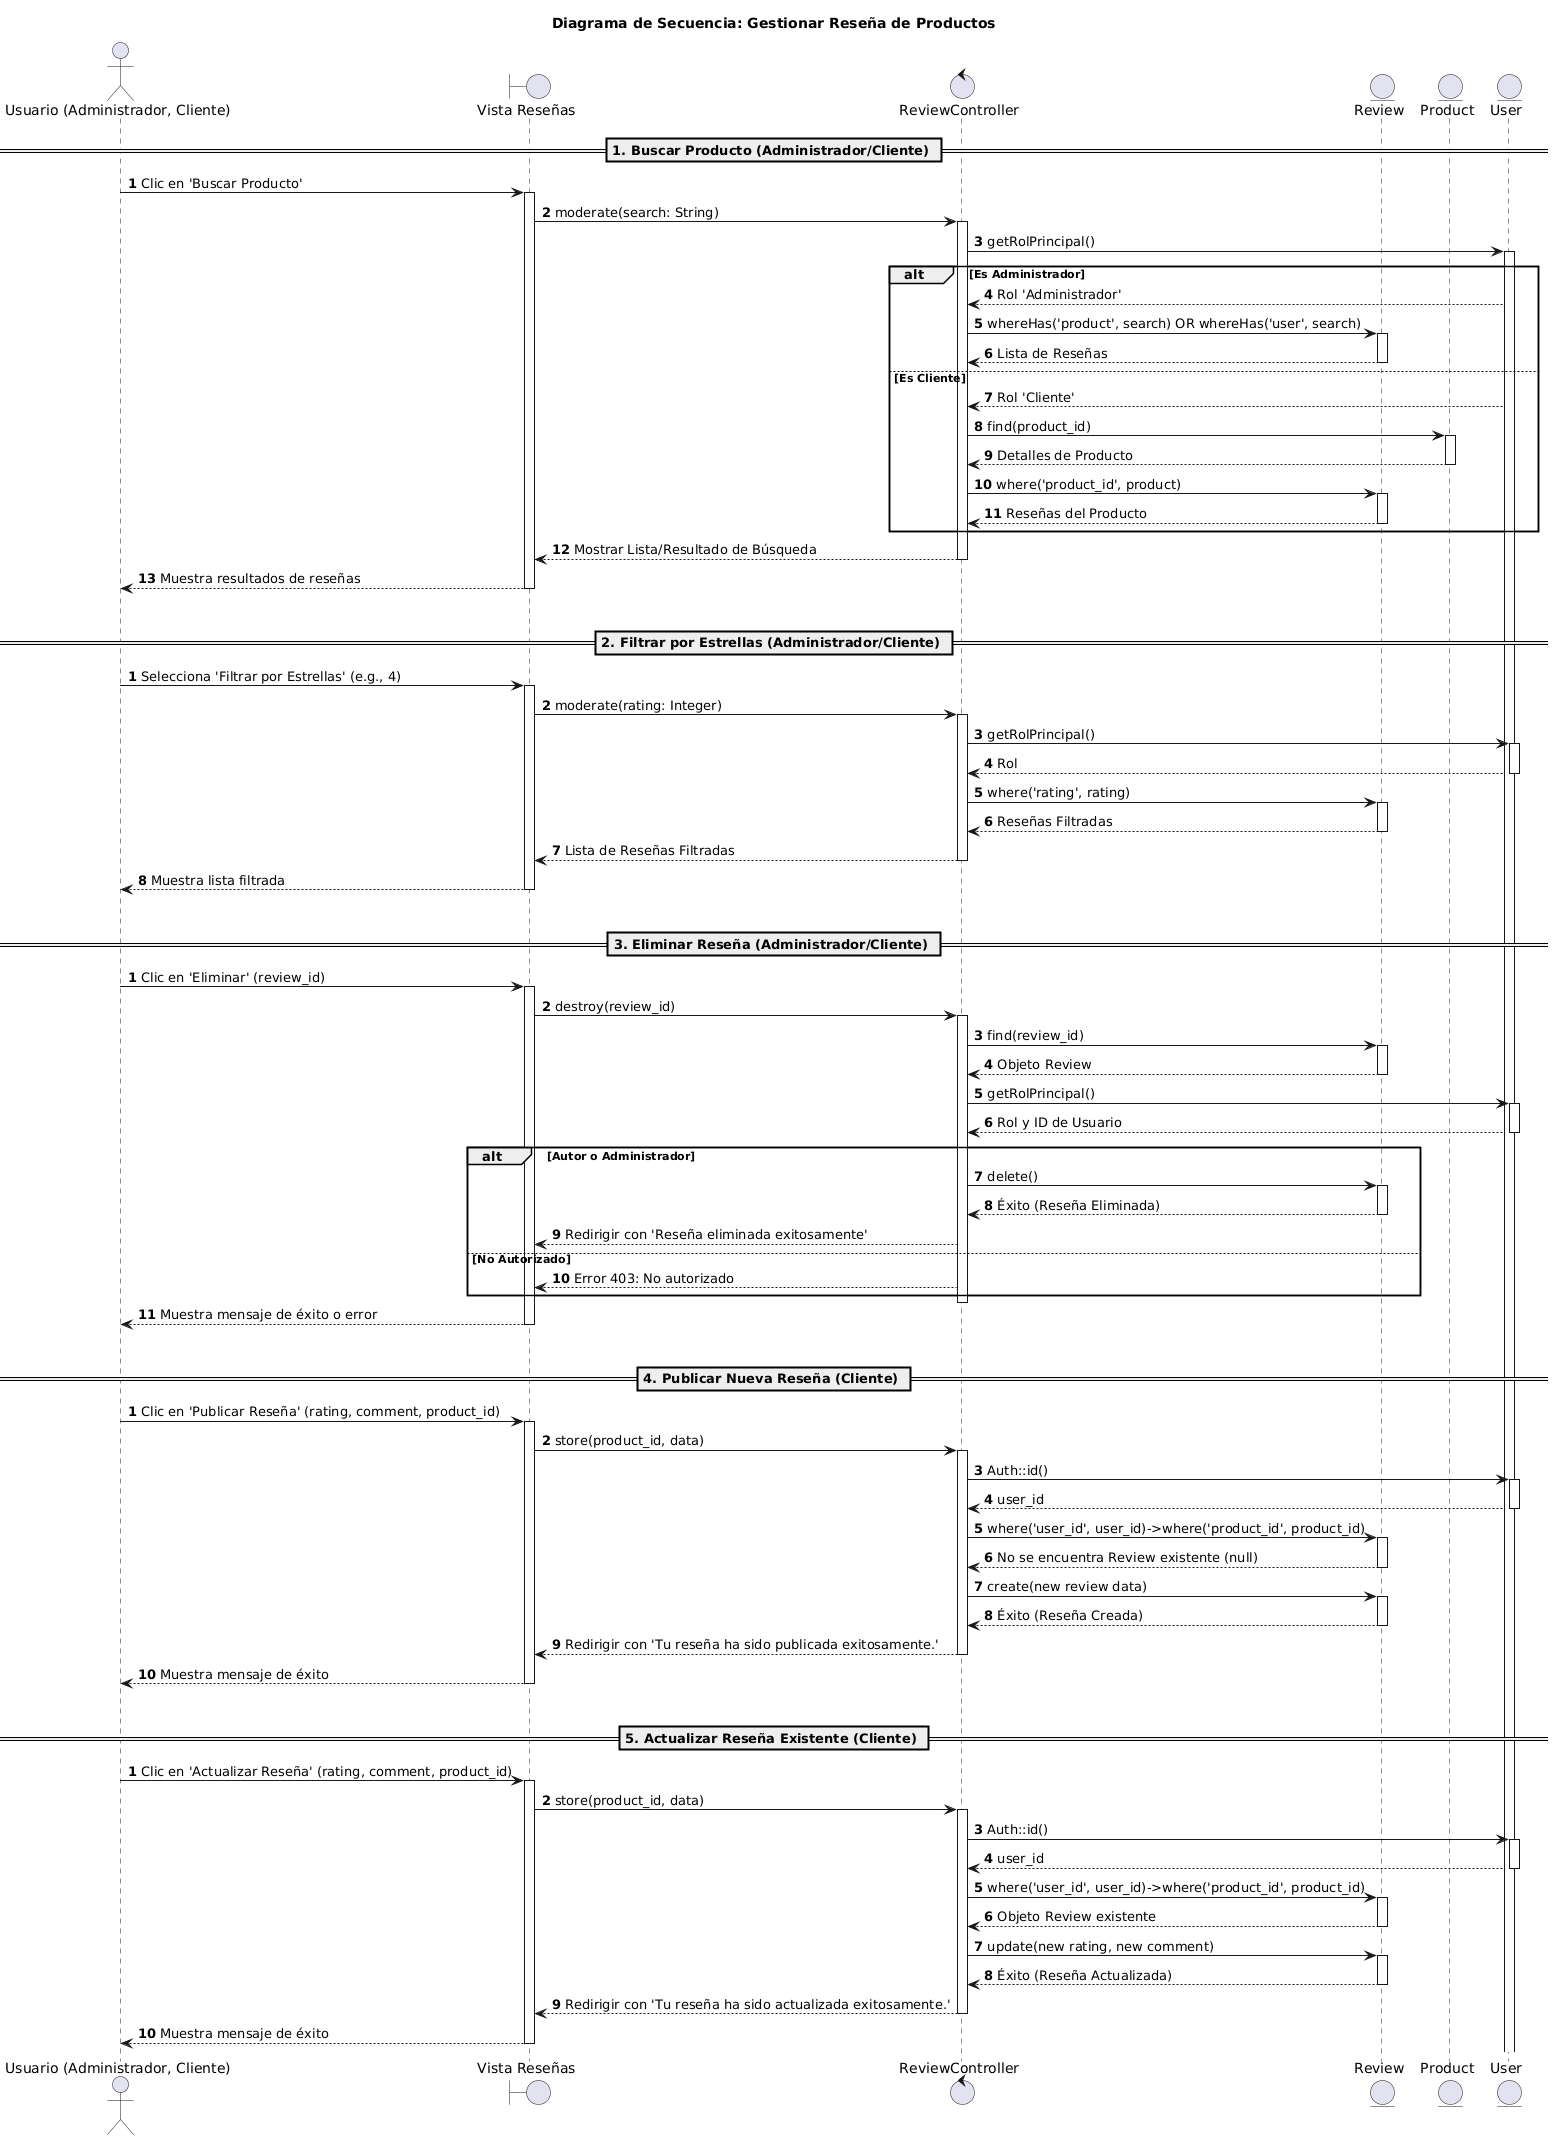 Diagrama de Secuencia: Gestionar Reseña de Productos
Usuario (Administrador, Cliente)
Vista Reseñas
ReviewController
Review
Product
User
1. Buscar Producto (Administrador/Cliente)
1 Clic en 'Buscar Producto'
2 moderate(search: String)
3 getRolPrincipal()
alt [Es Administrador]
4 Rol 'Administrador'
5 whereHas('product', search) OR whereHas('user', search)
6 Lista de Reseñas
[Es Cliente]
7 Rol 'Cliente'
8 find(product_id)
9 Detalles de Producto
10 where('product_id', product)
11 Reseñas del Producto
12 Mostrar Lista/Resultado de Búsqueda
13 Muestra resultados de reseñas
2. Filtrar por Estrellas (Administrador/Cliente)
1 Selecciona 'Filtrar por Estrellas' (e.g., 4)
2 moderate(rating: Integer)
3 getRolPrincipal()
4 Rol
5 where('rating', rating)
6 Reseñas Filtradas
7 Lista de Reseñas Filtradas
8 Muestra lista filtrada
3. Eliminar Reseña (Administrador/Cliente)
1 Clic en 'Eliminar' (review_id)
2 destroy(review_id)
3 find(review_id)
4 Objeto Review
5 getRolPrincipal()
6 Rol y ID de Usuario
alt [Autor o Administrador]
7 delete()
8 Éxito (Reseña Eliminada)
9 Redirigir con 'Reseña eliminada exitosamente'
[No Autorizado]
10 Error 403: No autorizado
11 Muestra mensaje de éxito o error
4. Publicar Nueva Reseña (Cliente)
1 Clic en 'Publicar Reseña' (rating, comment, product_id)
2 store(product_id, data)
3 Auth::id()
4 user_id
5 where('user_id', user_id)->where('product_id', product_id)
6 No se encuentra Review existente (null)
7 create(new review data)
8 Éxito (Reseña Creada)
9 Redirigir con 'Tu reseña ha sido publicada exitosamente.'
10 Muestra mensaje de éxito
5. Actualizar Reseña Existente (Cliente)
1 Clic en 'Actualizar Reseña' (rating, comment, product_id)
2 store(product_id, data)
3 Auth::id()
4 user_id
5 where('user_id', user_id)->where('product_id', product_id)
6 Objeto Review existente
7 update(new rating, new comment)
8 Éxito (Reseña Actualizada)
9 Redirigir con 'Tu reseña ha sido actualizada exitosamente.'
10 Muestra mensaje de éxito
Usuario (Administrador, Cliente)
Vista Reseñas
ReviewController
Review
Product
User